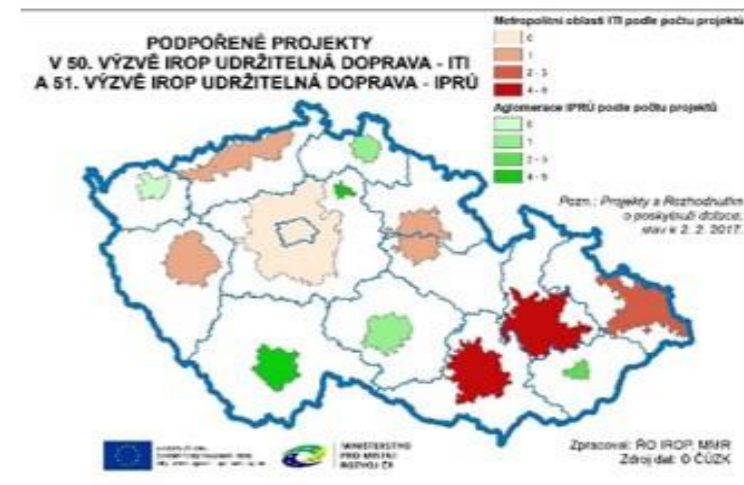 PODPOŘENÉ PROJEKTY
V 50. VÝZVĚ IROP UDRŽITELNÁ DOPRAVA - ITI
A 51. VÝZVĚ IROP UDRŽITELNÁ DOPRAVA - IPRÚ
Metropolitní oblasti ITI podle počtu projektů
0
1
2 - 3
4 - 5
Aglomerace IPRÚ podle počtu projektů
0
1
2 - 3
4 - 5
Pozn.: Projekty s Rozhodnutím
o poskytnutí dotace,
stav k 2. 2. 2017.
MINISTERSTVO
PRO MÍSTNÍ
ROZVOJ ČR
Zpracoval: ŘO IROP, MMR
Zdroj dat: © ČÚZK